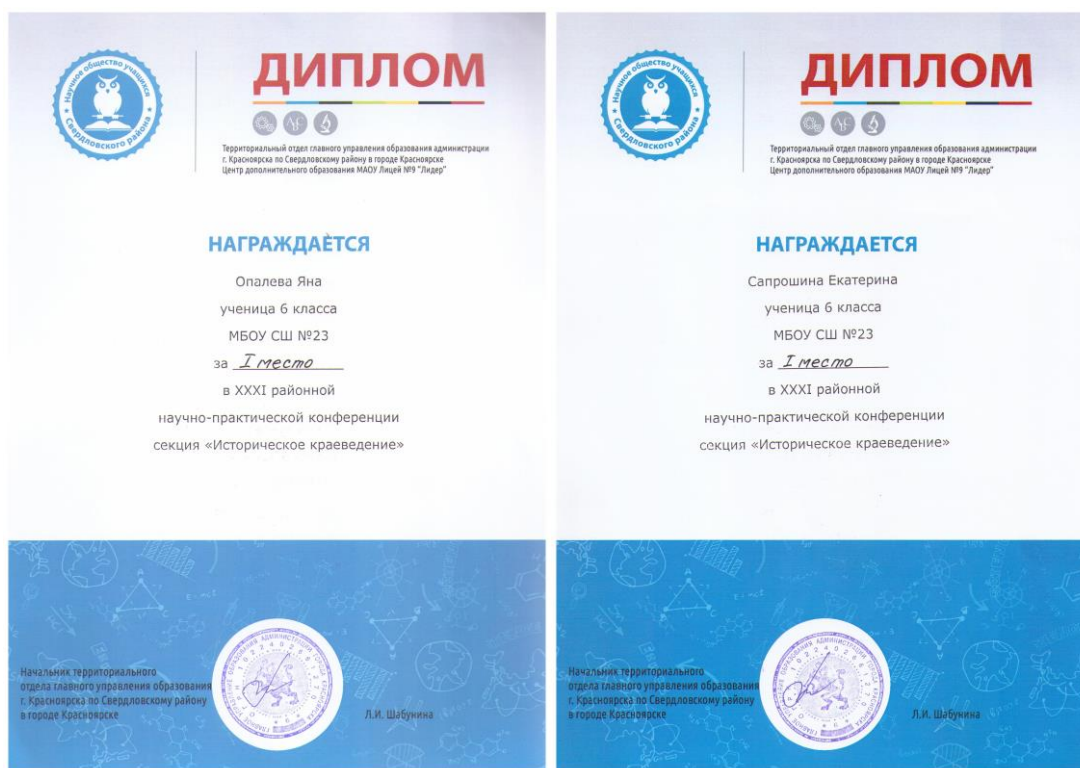 Научное общество учащихся
Свердловского района
ДИПЛОМ
Территориальный отдел главного управления образования администрации
г. Красноярска по Свердловскому району в городе Красноярске
Центр дополнительного образования МАОУ Лицей №9 "Лидер"
НАГРАЖДАЕТСЯ
Опалева Яна
ученица 6 класса
МБОУ СШ №23
за I место
в XXXI районной
научно-практической конференции
секция «Историческое краеведение»
Начальник территориального
отдела главного управления образования
г. Красноярска по Свердловскому району
в городе Красноярске
Л.И. Шабунина
Научное общество учащихся
Свердловского района
ДИПЛОМ
Территориальный отдел главного управления образования администрации
г. Красноярска по Свердловскому району в городе Красноярске
Центр дополнительного образования МАОУ Лицей №9 "Лидер"
НАГРАЖДАЕТСЯ
Сапрошина Екатерина
ученица 6 класса
МБОУ СШ №23
за I место
в XXXI районной
научно-практической конференции
секция «Историческое краеведение»
Начальник территориального
отдела главного управления образования
г. Красноярска по Свердловскому району
в городе Красноярске
Л.И. Шабунина